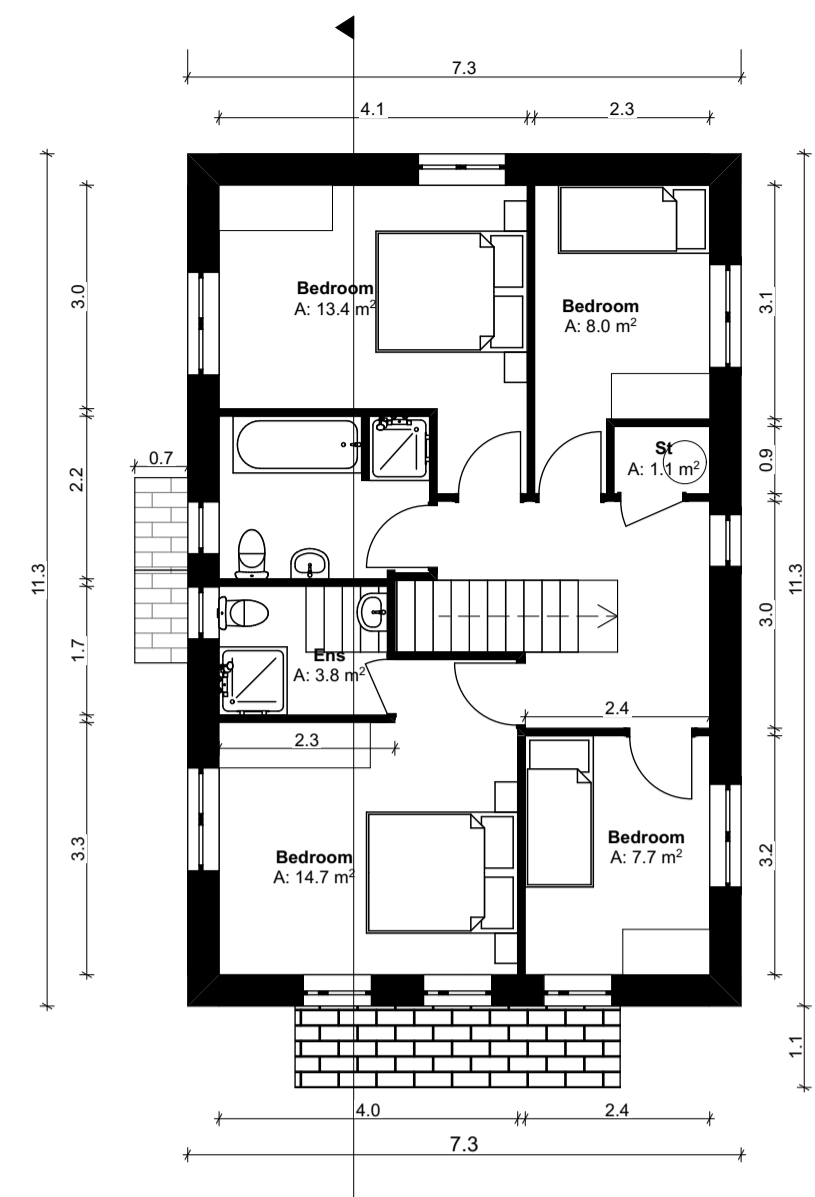 7.3
4.1
2.3
3.0
3.1
Bedroom
A: 13.4 m²
Bedroom
A: 8.0 m²
St
A: 1.1 m²
0.9
0.7
2.2
11.3
11.3
3.0
1.7
Ens
A: 3.8 m²
2.4
2.3
3.3
Bedroom
A: 14.7 m²
Bedroom
A: 7.7 m²
3.2
1.1
4.0
2.4
7.3